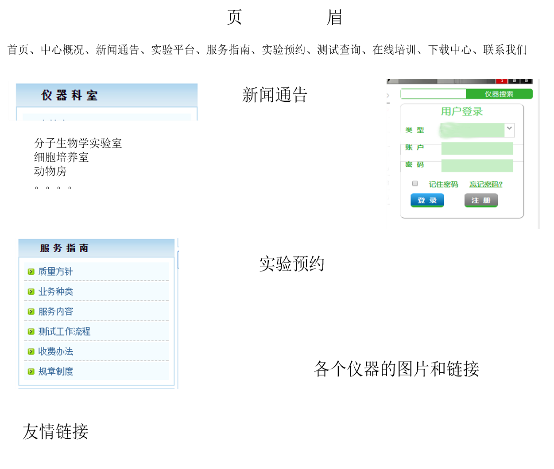 页 眉
首页、中心概况、新闻通告、实验平台、服务指南、实验预约、测试查询、在线培训、下载中心、联系我们
仪器科室
新闻通告
仪器搜索
用户登录
类 型
账 户
密 码
记住密码 忘记密码?
登 录 注 册
分子生物学实验室
细胞培养室
动物房
。。。。
服务指南
质量方针
业务种类
服务内容
测试工作流程
收费办法
规章制度
实验预约
各个仪器的图片和链接
友情链接